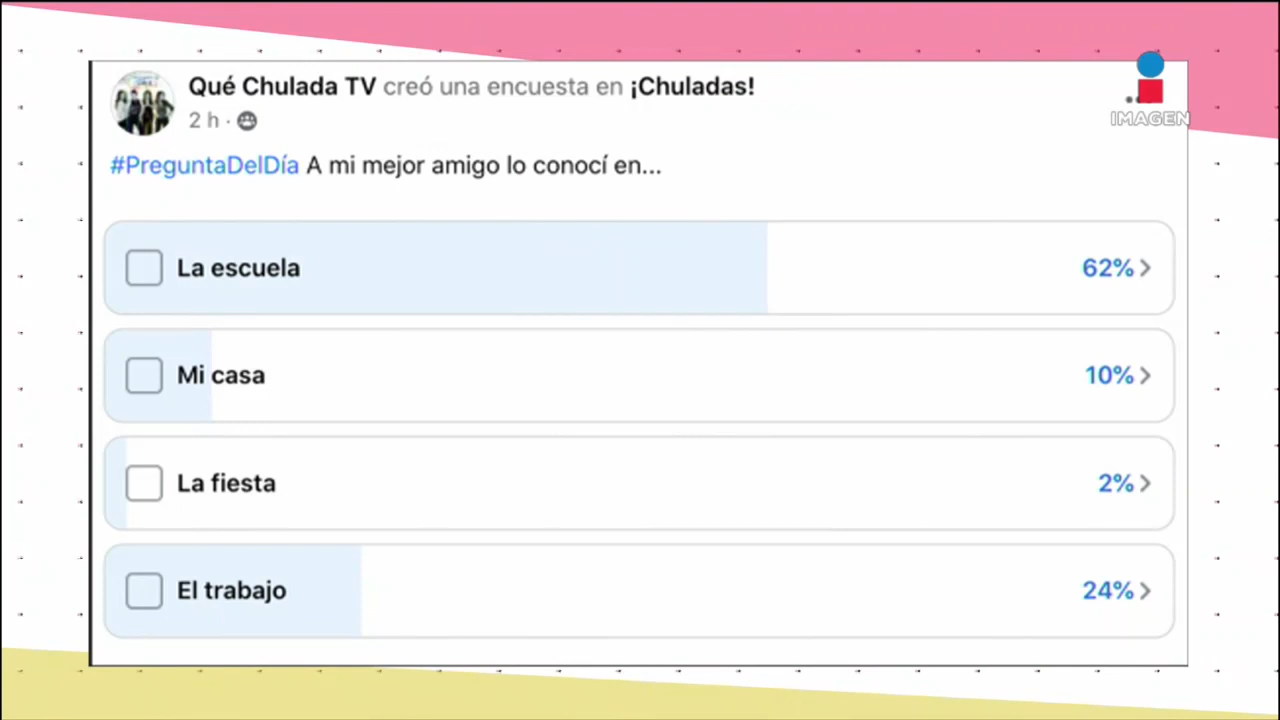 Qué Chulada TV creó una encuesta en ¡Chuladas!
2 h ·
IMAGEN
#PreguntaDelDía A mi mejor amigo lo conocí en...
La escuela 62%
Mi casa 10%
La fiesta 2%
El trabajo 24%